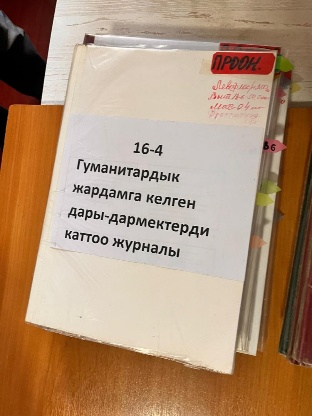 ПРООН.
16-4
Гуманитардык
жардамга келген
дары-дармектерди
каттоо журналы